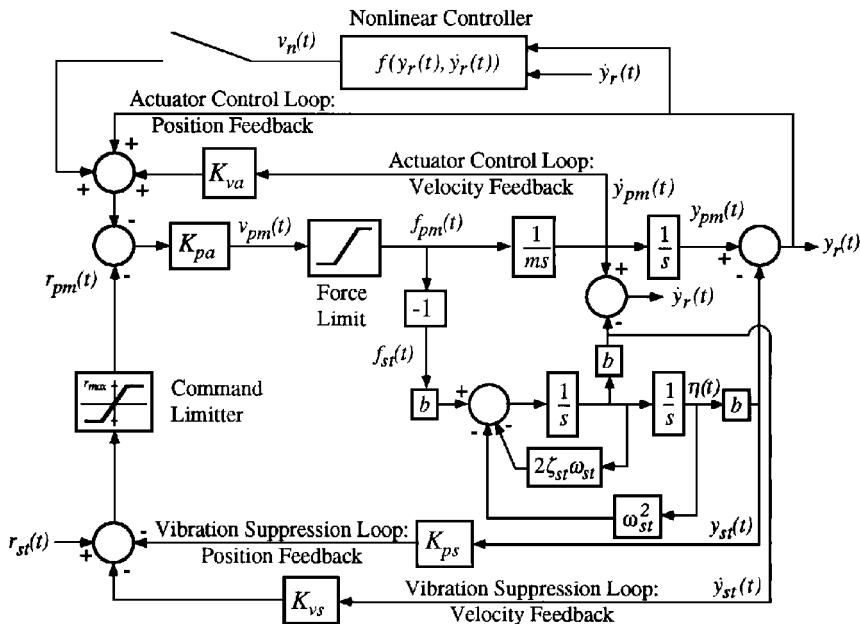 Nonlinear Controller
v_n(t)
f(y_r(t), ẏ_r(t))
ẏ_r(t)
Actuator Control Loop:
Position Feedback
+
+
+
K_va
Actuator Control Loop:
Velocity Feedback
ẏ_pm(t)
-
-
K_pa
v_pm(t)
f_pm(t)
1/ms
1/s
y_pm(t)
+
-
y_r(t)
r_pm(t)
Force
Limit
-1
+
-
ẏ_r(t)
f_st(t)
b
r_max
Command
Limitter
b
+
-
-
1/s
1/s
η(t)
b
2ζ_st ω_st
ω_st^2
r_st(t)
+
-
-
Vibration Suppression Loop:
Position Feedback
K_ps
y_st(t)
K_vs
Vibration Suppression Loop:
Velocity Feedback
ẏ_st(t)